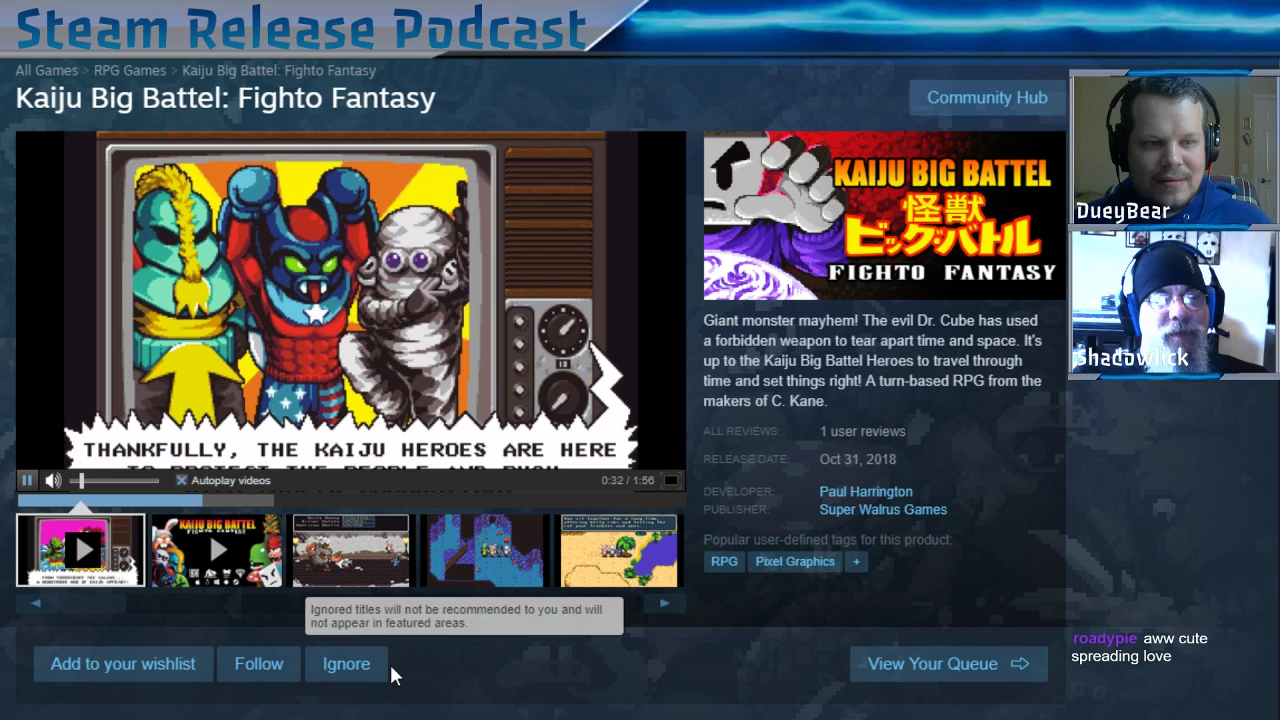 Steam Release Podcast
All Games > RPG Games > Kaiju Big Battel: Fighto Fantasy
Kaiju Big Battel: Fighto Fantasy
Community Hub
THANKFULLY, THE KAIJU HEROES ARE HERE
Autoplay videos
0:32 / 1:56
KAIJU BIG BATTEL
怪獣
ビッグ・バトル
FIGHTO FANTASY
Giant monster mayhem! The evil Dr. Cube has used
a forbidden weapon to tear apart time and space. It's
up to the Kaiju Big Battel Heroes to travel through
time and set things right! A turn-based RPG from the
makers of C. Kane.
ALL REVIEWS: 1 user reviews
RELEASE DATE: Oct 31, 2018
DEVELOPER: Paul Harrington
PUBLISHER: Super Walrus Games
Popular user-defined tags for this product:
RPG Pixel Graphics +
KAIJU BIG BATTEL
Ignored titles will not be recommended to you and will
not appear in featured areas.
Add to your wishlist
Follow
Ignore
View Your Queue
DueyBear
Shadowlick
roadypie aww cute
spreading love